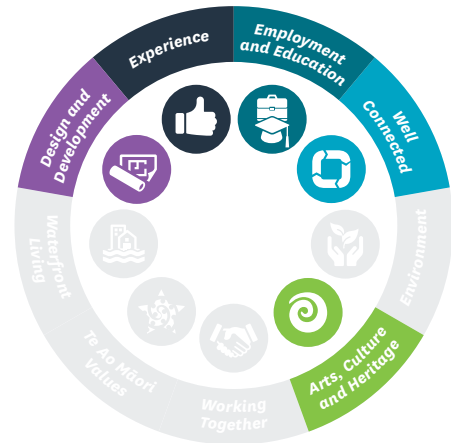 Experience
Employment
and Education
Well
Connected
Environment
Arts, Culture
and Heritage
Working
Together
Te Ao Māori
Values
Waterfront
Living
Design and
Development